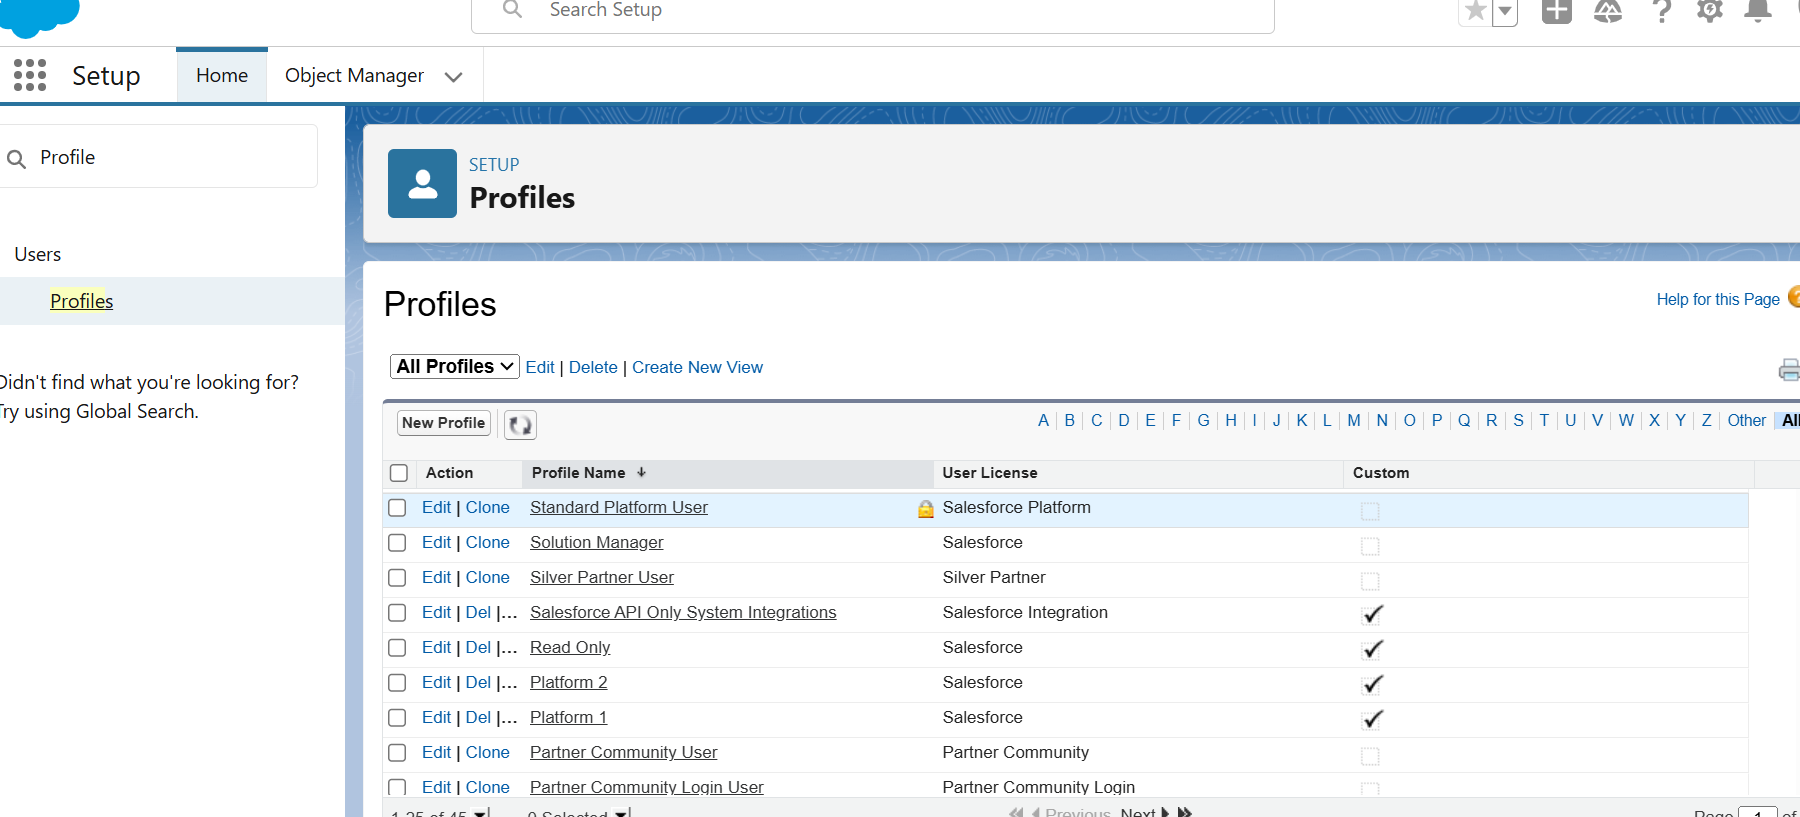 Search Setup
Setup
Home
Object Manager
Profile
Users
Profiles
Didn't find what you're looking for?
Try using Global Search.
SETUP
Profiles
Profiles
Help for this Page
All Profiles
Edit | Delete | Create New View
New Profile
A | B | C | D | E | F | G | H | I | J | K | L | M | N | O | P | Q | R | S | T | U | V | W | X | Y | Z | Other | All
Action Profile Name User License Custom
Edit | Clone Standard Platform User Salesforce Platform
Edit | Clone Solution Manager Salesforce
Edit | Clone Silver Partner User Silver Partner
Edit | Del |... Salesforce API Only System Integrations Salesforce Integration
Edit | Del |... Read Only Salesforce
Edit | Del |... Platform 2 Salesforce
Edit | Del |... Platform 1 Salesforce
Edit | Clone Partner Community User Partner Community
Edit | Clone Partner Community Login User Partner Community Login
1-25 of 45 0 Selected Previous Next Page 1 of